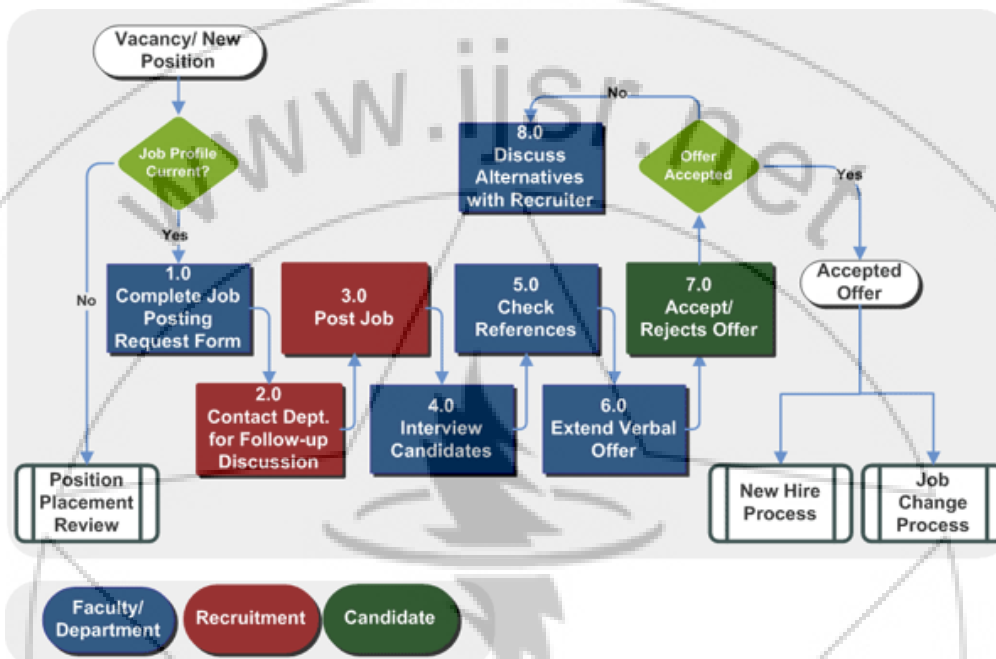 Vacancy/ New
Position
www.ijsr.net
Job Profile
Current?
Yes
No
1.0
Complete Job
Posting
Request Form
2.0
Contact Dept.
for Follow-up
Discussion
3.0
Post Job
4.0
Interview
Candidates
5.0
Check
References
6.0
Extend Verbal
Offer
7.0
Accept/
Rejects Offer
Offer
Accepted
No
8.0
Discuss
Alternatives
with Recruiter
Yes
Accepted
Offer
Position
Placement
Review
New Hire
Process
Job
Change
Process
Faculty/
Department
Recruitment
Candidate